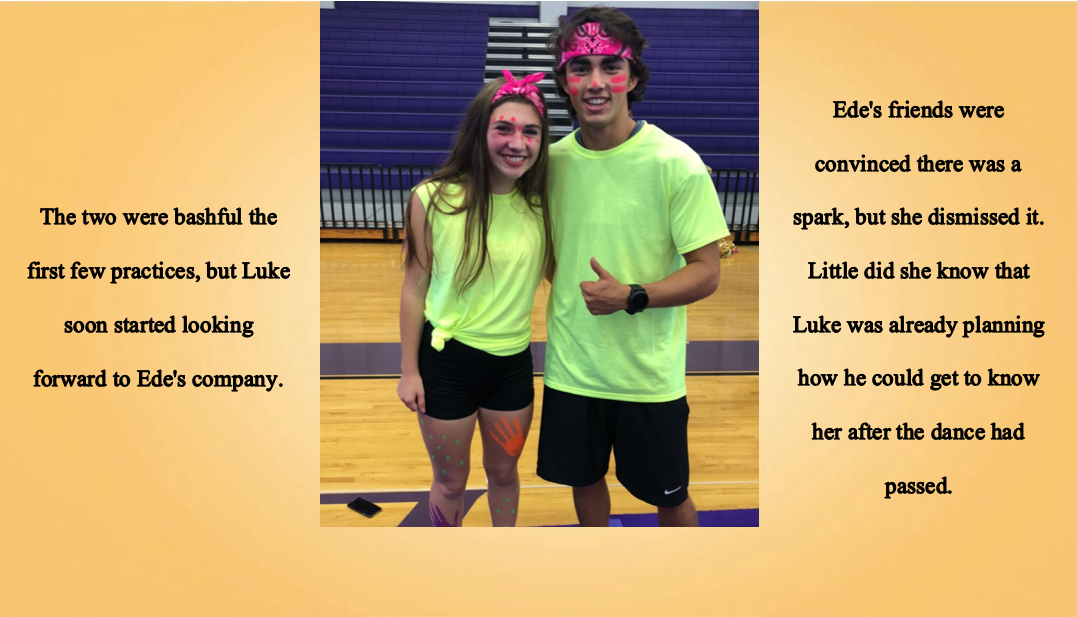 The two were bashful the
first few practices, but Luke
soon started looking
forward to Ede's company.
Ede's friends were
convinced there was a
spark, but she dismissed it.
Little did she know that
Luke was already planning
how he could get to know
her after the dance had
passed.